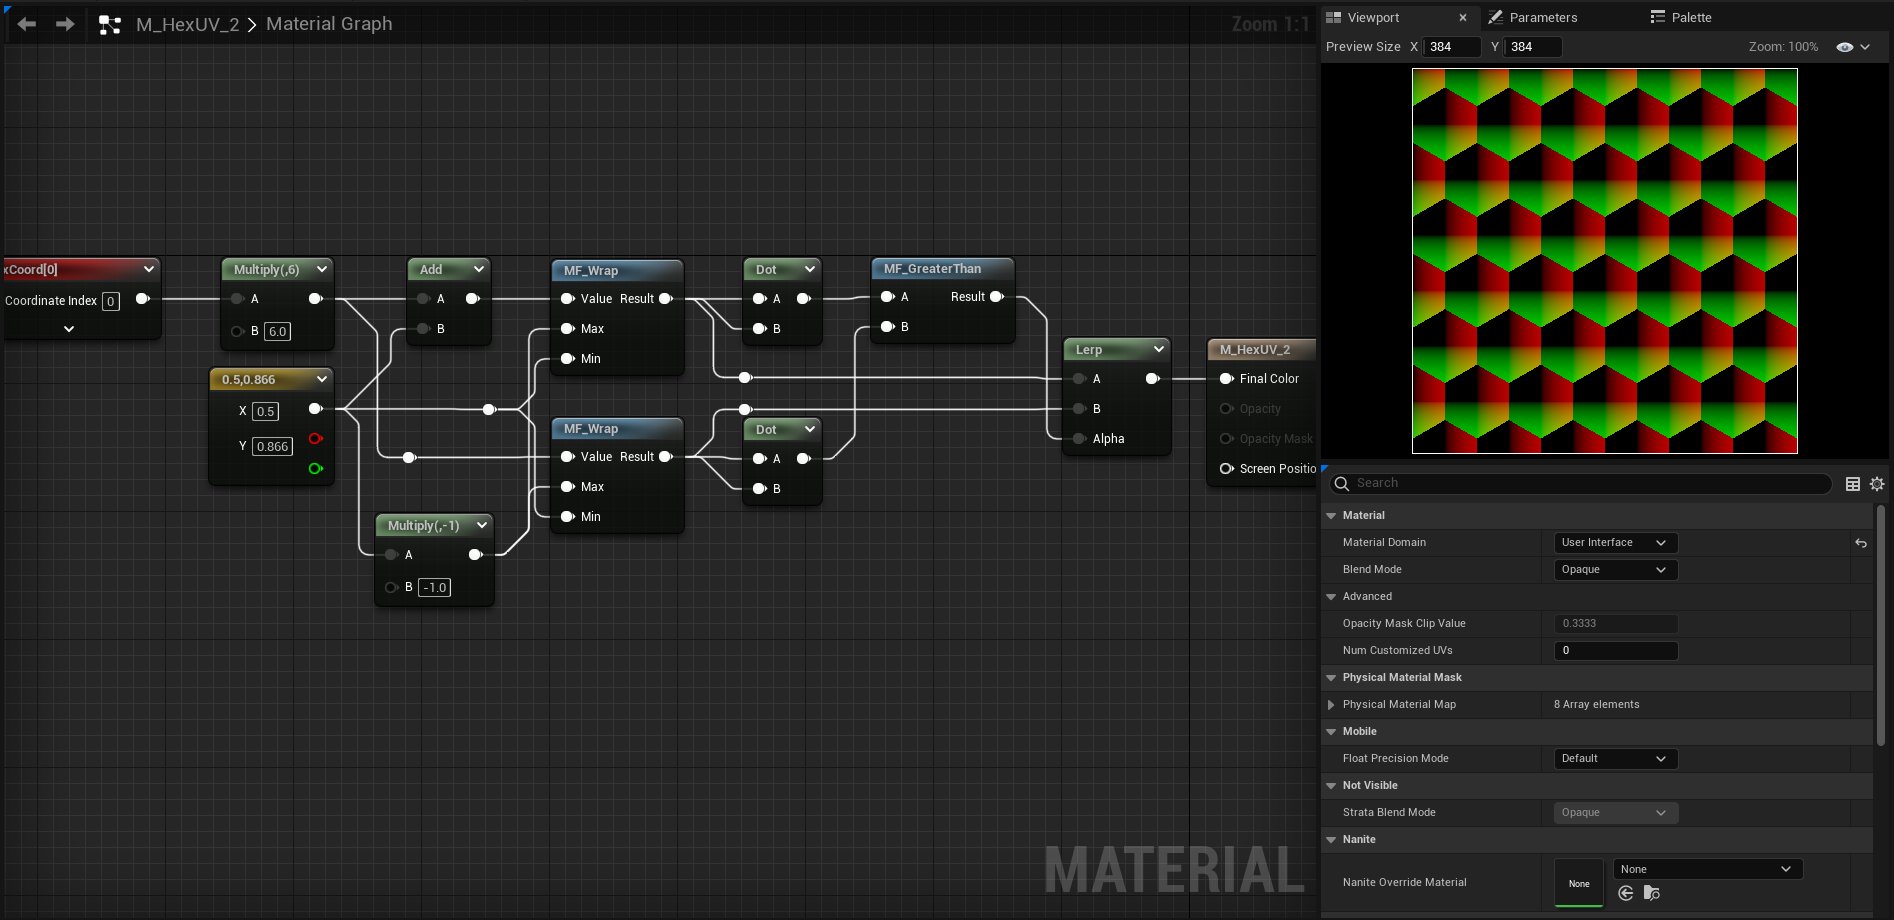 M_HexUV_2 > Material Graph
Zoom 1:1
xCoord[0]
Coordinate Index 0
Multiply(,6)
A
B 6.0
0.5,0.866
X 0.5
Y 0.866
Add
A
B
Multiply(,-1)
A
B -1.0
MF_Wrap
Value Result
Max
Min
MF_Wrap
Value Result
Max
Min
Dot
A
B
Dot
A
B
MF_GreaterThan
A Result
B
Lerp
A
B
Alpha
M_HexUV_2
Final Color
Opacity
Opacity Mask
Screen Positio
MATERIAL
Viewport ×
Parameters
Palette
Preview Size X 384 Y 384
Zoom: 100%
Search
Material
Material Domain User Interface
Blend Mode Opaque
Advanced
Opacity Mask Clip Value 0.3333
Num Customized UVs 0
Physical Material Mask
Physical Material Map 8 Array elements
Mobile
Float Precision Mode Default
Not Visible
Strata Blend Mode Opaque
Nanite
Nanite Override Material None None